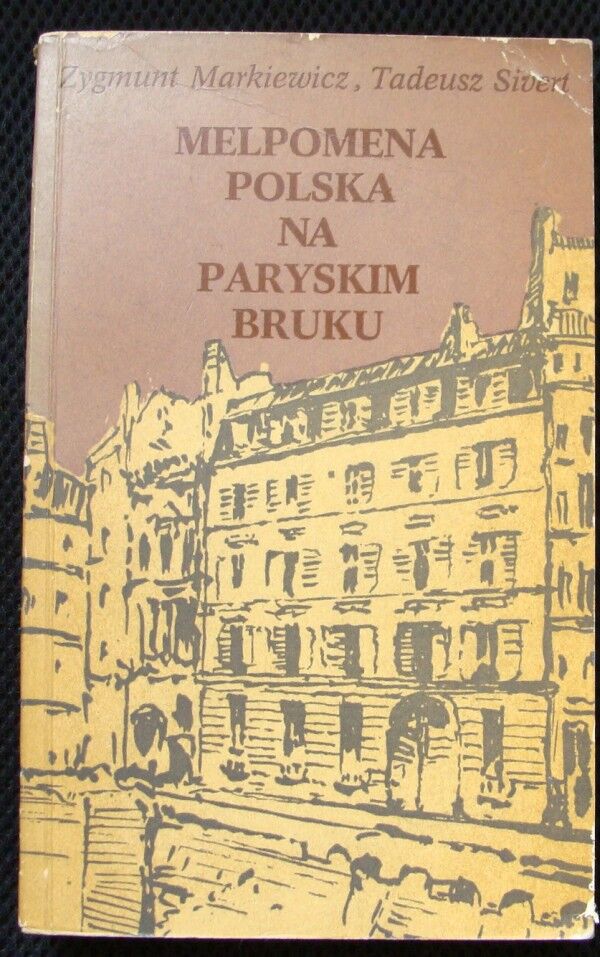 Zygmunt Markiewicz, Tadeusz Sivert
MELPOMENA
POLSKA
NA
PARYSKIM
BRUKU